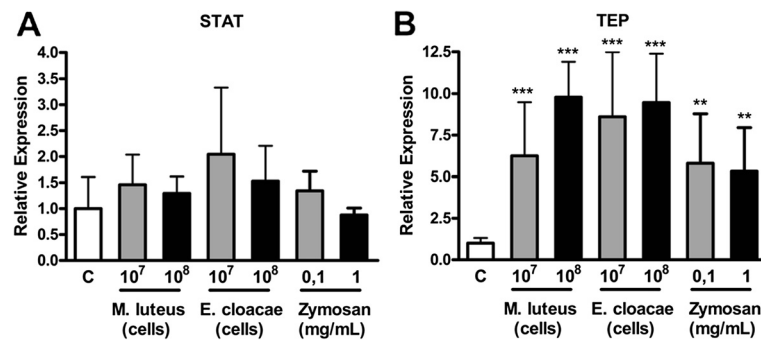 A
STAT
Relative Expression
4.0
3.5
3.0
2.5
2.0
1.5
1.0
0.5
0.0
C 10⁷ 10⁸ 10⁷ 10⁸ 0,1 1
M. luteus E. cloacae Zymosan
(cells) (cells) (mg/mL)
B
TEP
Relative Expression
12.5
10.0
7.5
5.0
2.5
0.0
*** *** *** *** ** **
C 10⁷ 10⁸ 10⁷ 10⁸ 0,1 1
M. luteus E. cloacae Zymosan
(cells) (cells) (mg/mL)